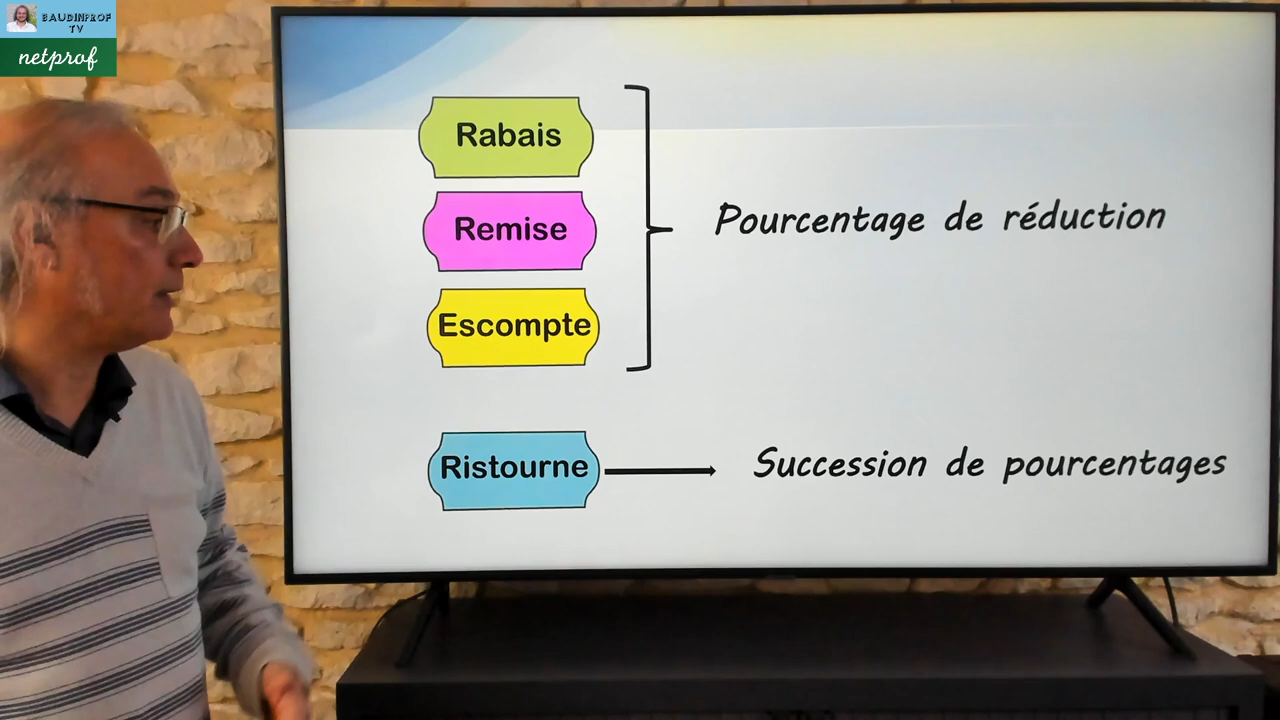 BAUDINPROF
TV
netprof
Rabais
Remise
Pourcentage de réduction
Escompte
Ristourne
Succession de pourcentages